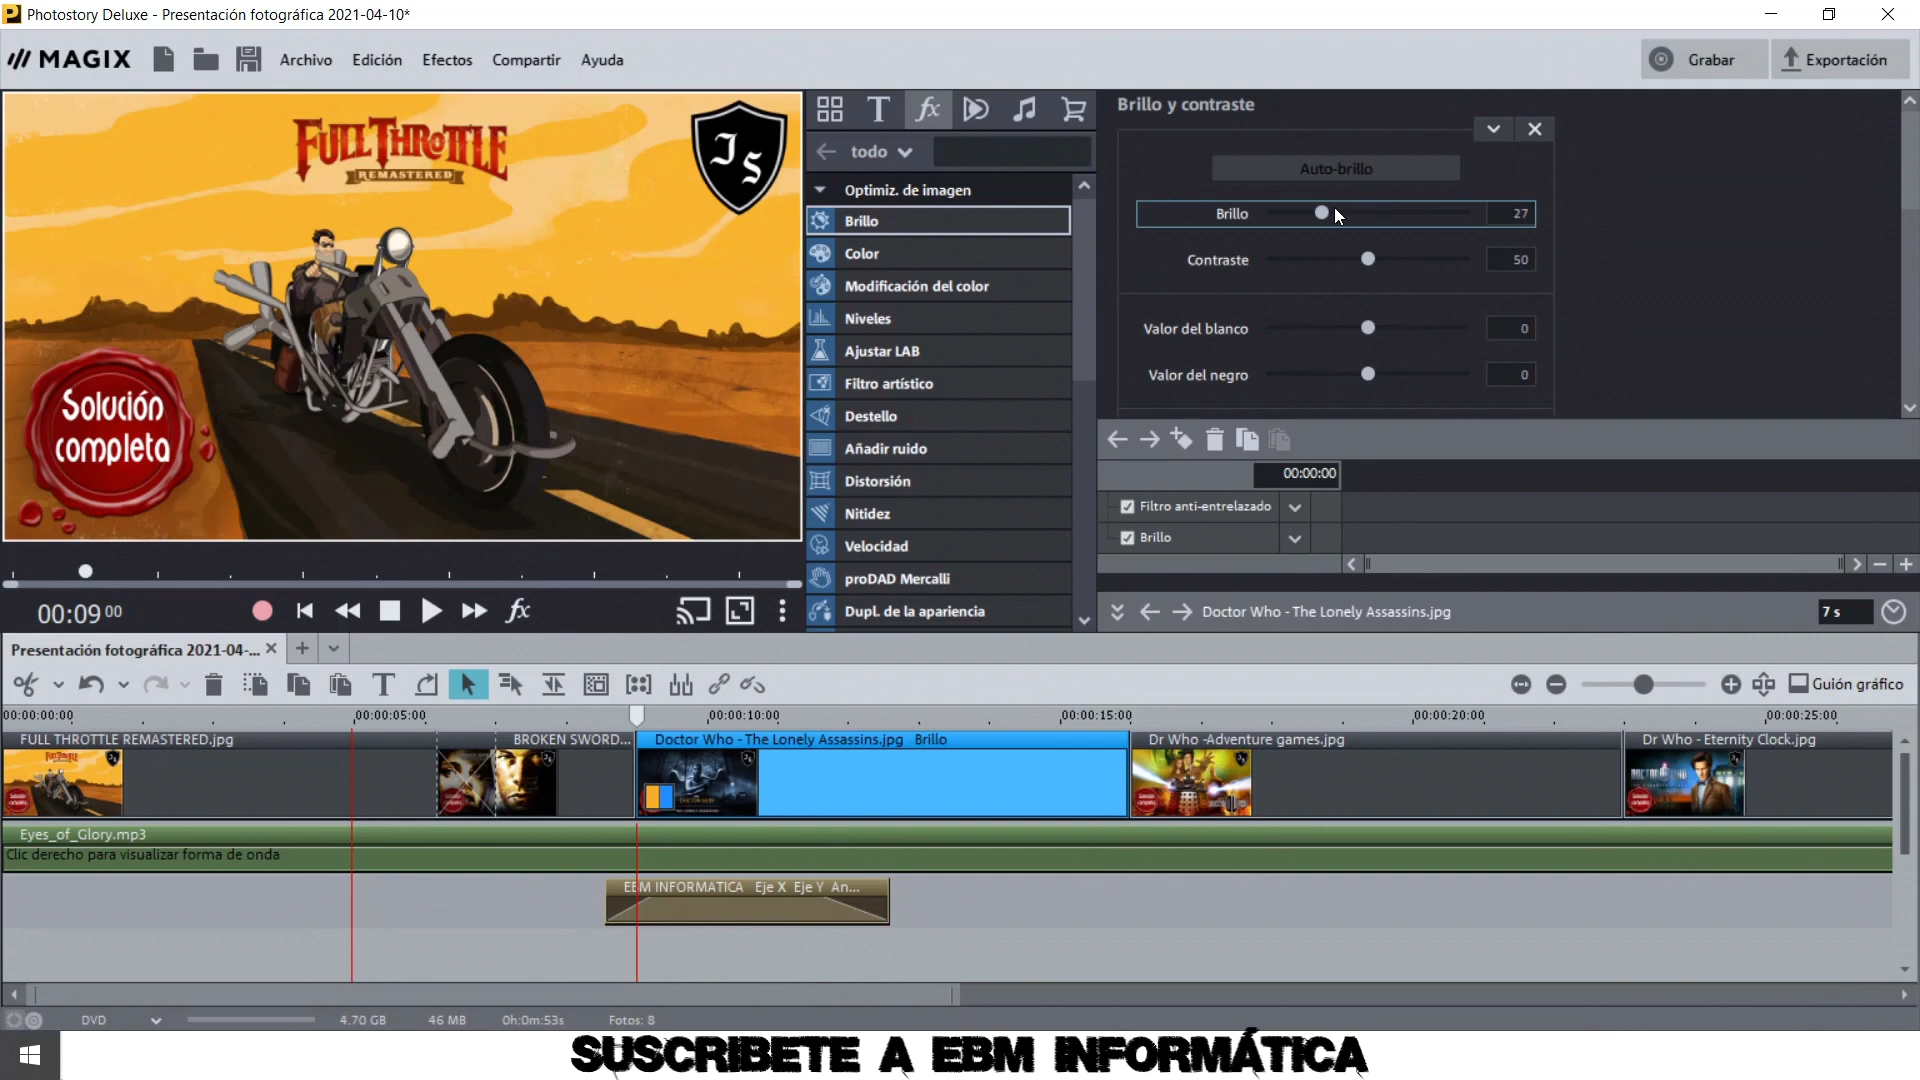 Photostory Deluxe - Presentación fotográfica 2021-04-10*
MAGIX
Archivo
Edición
Efectos
Compartir
Ayuda
Grabar
Exportación
FULL THROTTLE
REMASTERED
JS
Solución
completa
todo
Optimiz. de imagen
Brillo
Color
Modificación del color
Niveles
Ajustar LAB
Filtro artístico
Destello
Añadir ruido
Distorsión
Nitidez
Velocidad
proDAD Mercalli
Dupl. de la apariencia
Brillo y contraste
Auto-brillo
Brillo 27
Contraste 50
Valor del blanco 0
Valor del negro 0
00:00:00
Filtro anti-entrelazado
Brillo
Doctor Who - The Lonely Assassins.jpg
7 s
00:09 00
fx
Presentación fotográfica 2021-04-...
Guión gráfico
00:00:00:00
00:00:05:00
00:00:10:00
00:00:15:00
00:00:20:00
00:00:25:00
FULL THROTTLE REMASTERED.jpg
BROKEN SWORD...
Doctor Who - The Lonely Assassins.jpg Brillo
Dr Who -Adventure games.jpg
Dr Who - Eternity Clock.jpg
Eyes_of_Glory.mp3
Clic derecho para visualizar forma de onda
EBM INFORMATICA Eje X Eje Y An...
DVD
4.70 GB
46 MB
0h:0m:53s
Fotos: 8
SUSCRIBETE A EBM INFORMÁTICA